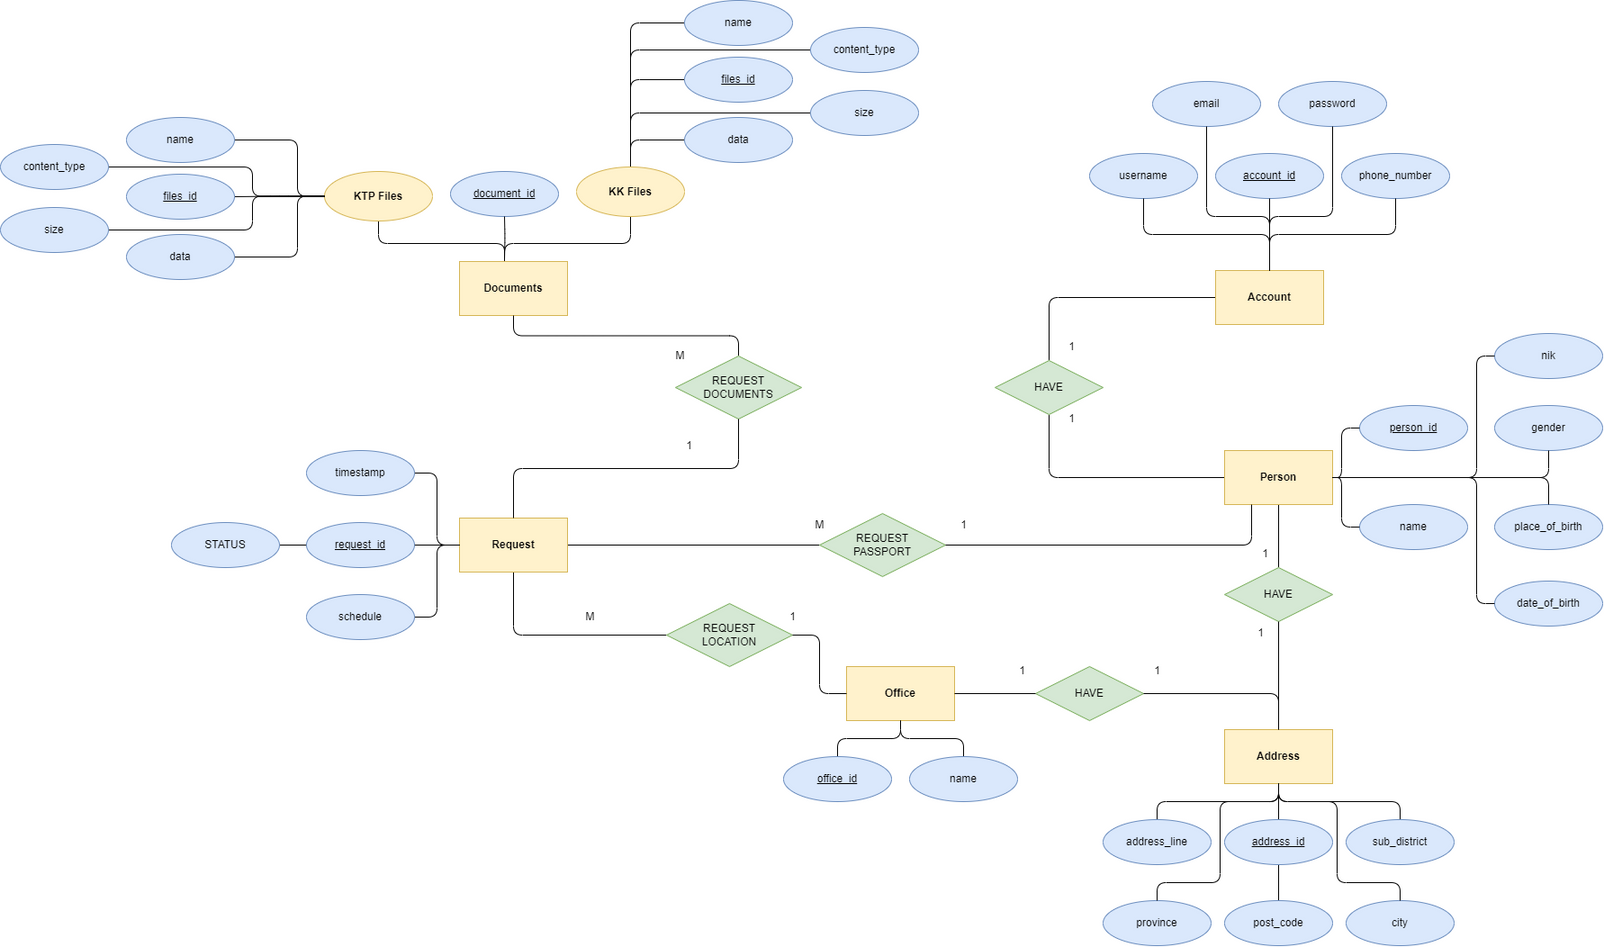 name
content_type
files_id
size
data
email
password
username
account_id
phone_number
name
content_type
files_id
size
data
KTP Files
document_id
KK Files
Documents
Account
M
REQUEST
DOCUMENTS
1
1
HAVE
1
nik
person_id
gender
Person
name
place_of_birth
date_of_birth
timestamp
STATUS
request_id
schedule
Request
M
REQUEST
PASSPORT
1
1
HAVE
1
M
REQUEST
LOCATION
1
Office
1
HAVE
1
office_id
name
Address
address_line
address_id
sub_district
province
post_code
city